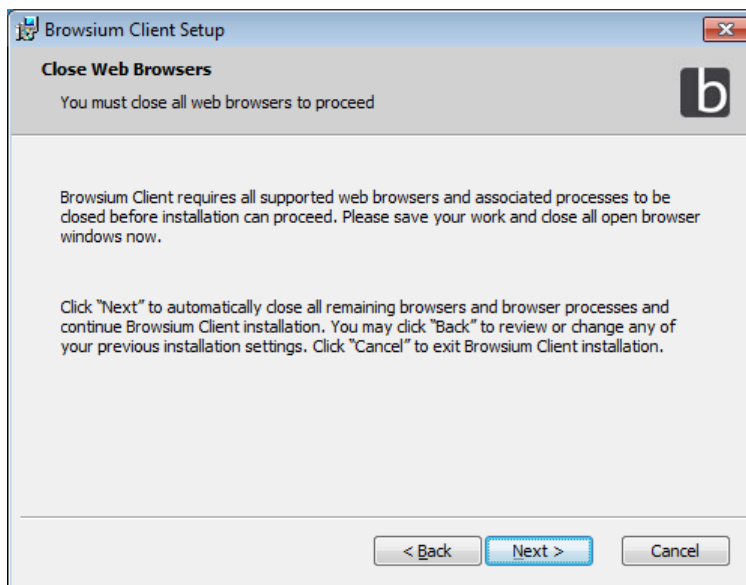 Browsium Client Setup
Close Web Browsers
You must close all web browsers to proceed
b
Browsium Client requires all supported web browsers and associated processes to be
closed before installation can proceed. Please save your work and close all open browser
windows now.
Click “Next” to automatically close all remaining browsers and browser processes and
continue Browsium Client installation. You may click “Back” to review or change any of
your previous installation settings. Click “Cancel” to exit Browsium Client installation.
< Back Next > Cancel